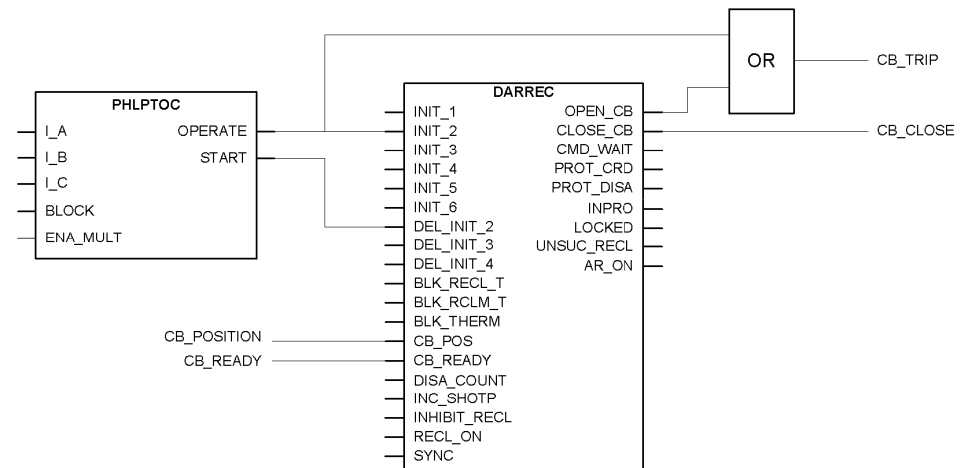 PHLPTOC
I_A
I_B
I_C
BLOCK
ENA_MULT
OPERATE
START
CB_POSITION
CB_READY
DARREC
INIT_1
INIT_2
INIT_3
INIT_4
INIT_5
INIT_6
DEL_INIT_2
DEL_INIT_3
DEL_INIT_4
BLK_RECL_T
BLK_RCLM_T
BLK_THERM
CB_POS
CB_READY
DISA_COUNT
INC_SHOTP
INHIBIT_RECL
RECL_ON
SYNC
OPEN_CB
CLOSE_CB
CMD_WAIT
PROT_CRD
PROT_DISA
INPRO
LOCKED
UNSUC_RECL
AR_ON
OR
CB_TRIP
CB_CLOSE